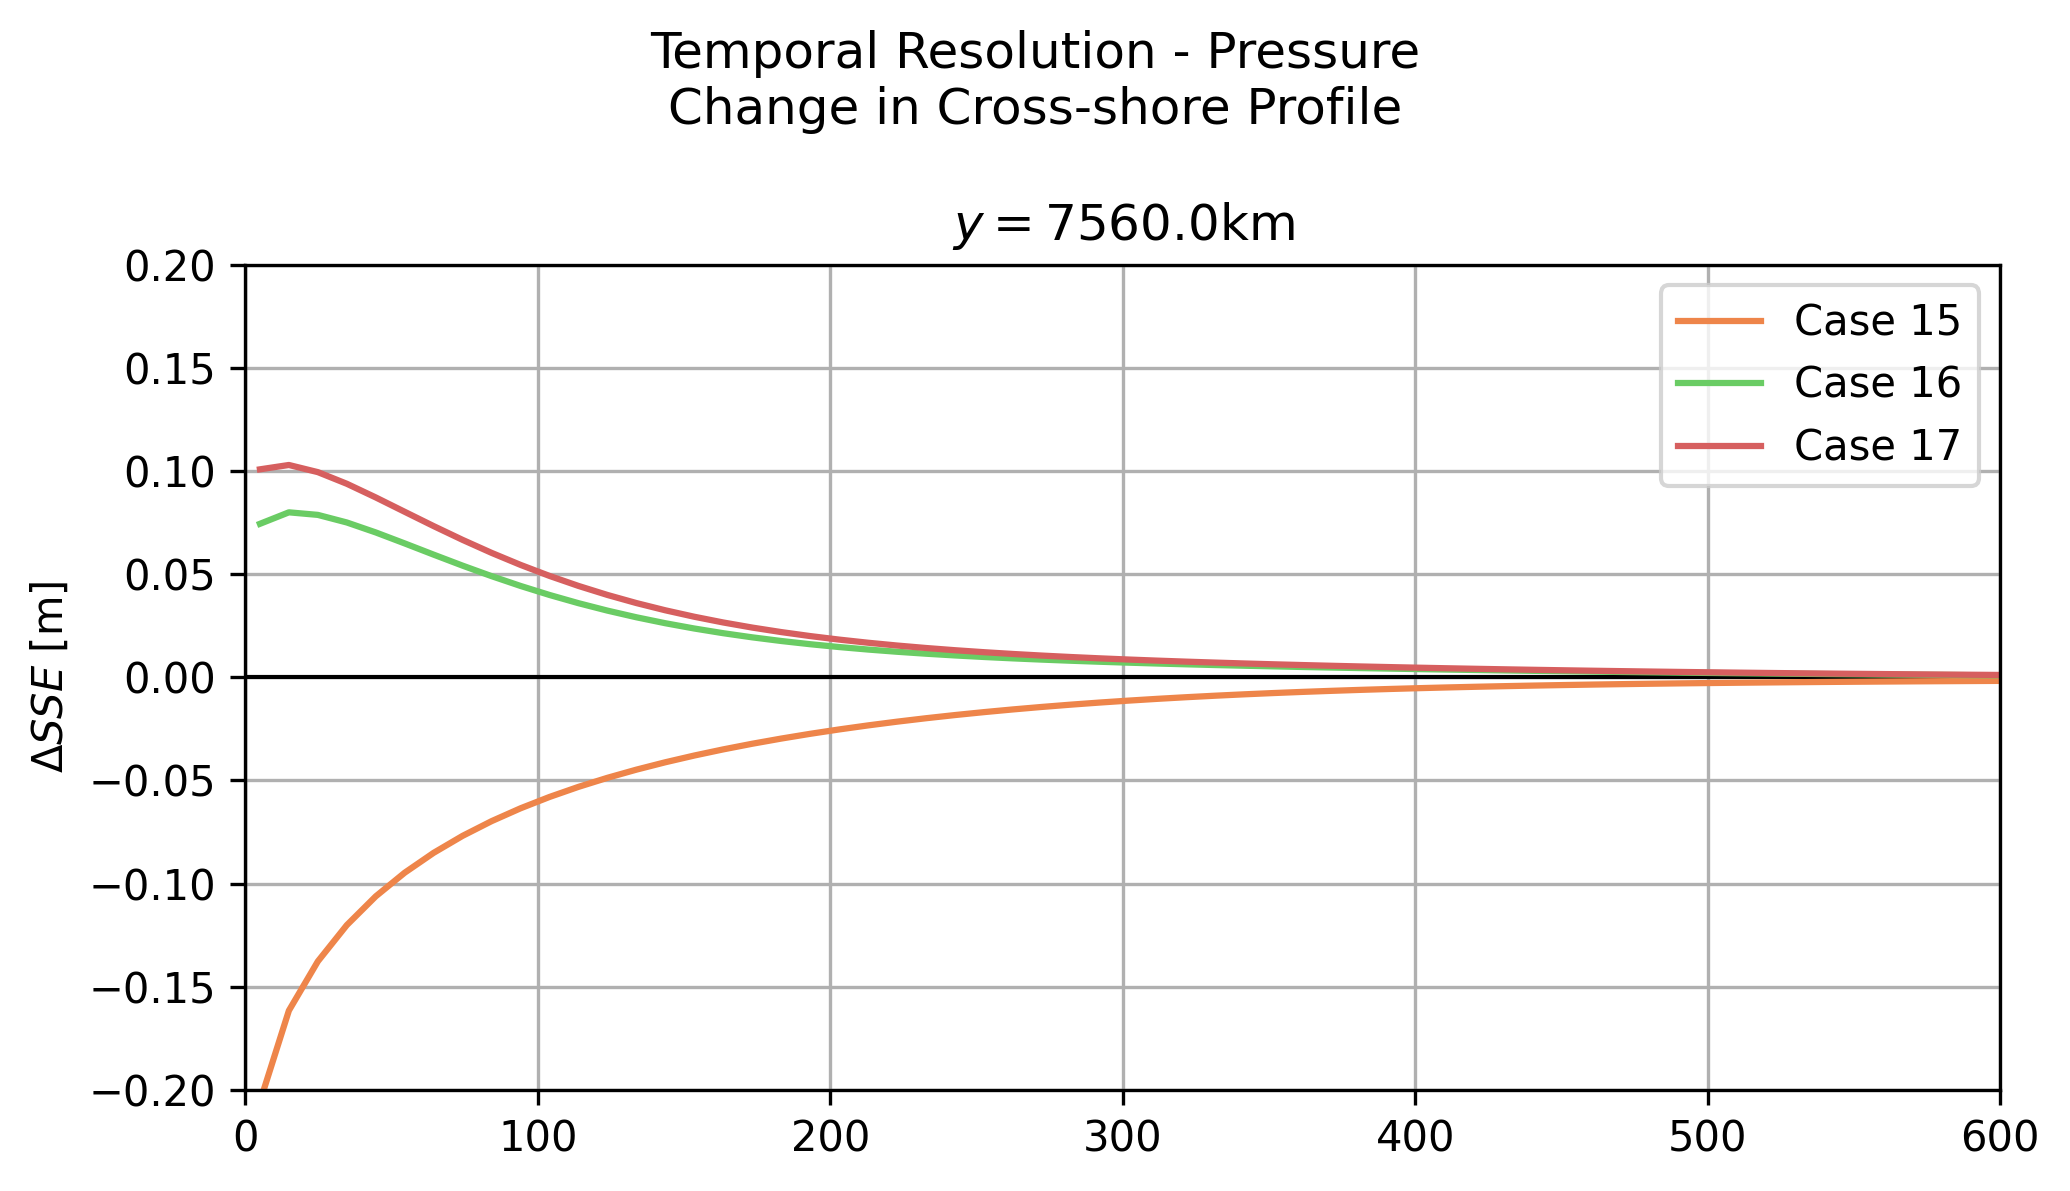 Temporal Resolution - Pressure
Change in Cross-shore Profile
y = 7560.0km
0.20
0.15
0.10
0.05
0.00
−0.05
−0.10
−0.15
−0.20
ΔSSE [m]
Case 15
Case 16
Case 17
0 100 200 300 400 500 600